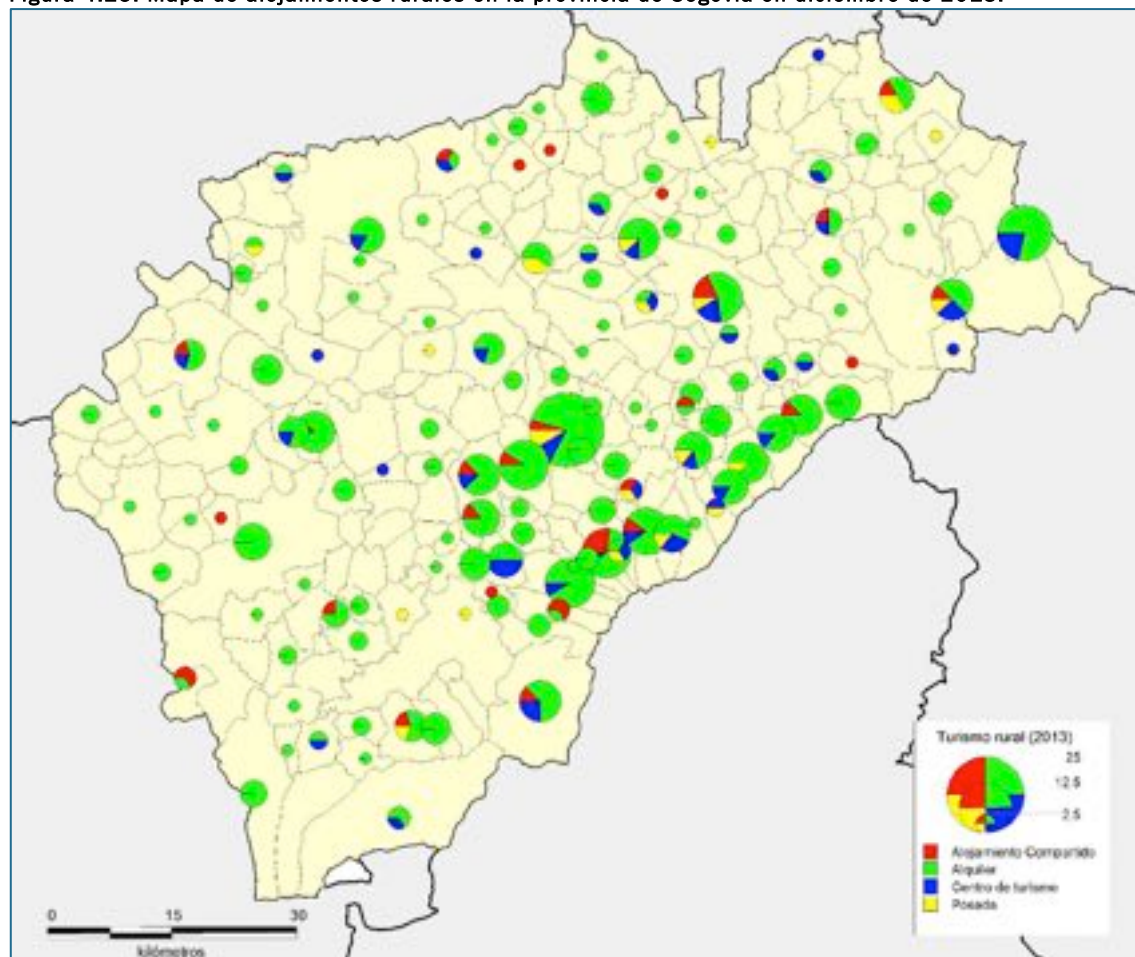 Figura 4.20. Mapa de alojamientos rurales en la provincia de Segovia en diciembre de 2013.
Turismo rural (2013)
25
12.5
2.5
Alojamiento Compartido
Alquiler
Centro de turismo
Posada
0 15 30
kilómetros